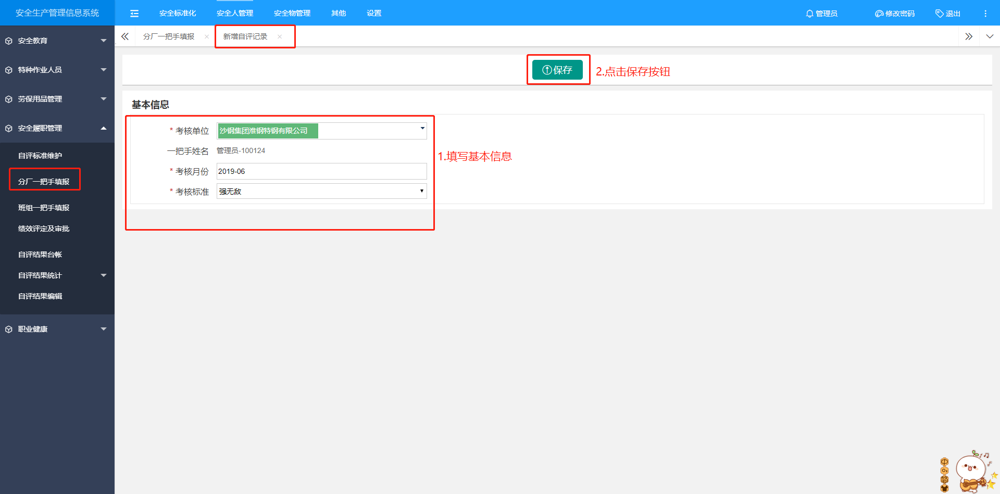 安全生产管理信息系统
安全标准化
安全人管理
安全物管理
其他
设置
管理员
修改密码
退出
分厂一把手填报
新增自评记录
安全教育
特种作业人员
劳保用品管理
安全履职管理
自评标准维护
分厂一把手填报
班组一把手填报
绩效评定及审批
自评结果台帐
自评结果统计
自评结果编辑
职业健康
保存
2.点击保存按钮
基本信息
* 考核单位 沙钢集团淮钢特钢有限公司
一把手姓名 管理员-100124
* 考核月份 2019-06
* 考核标准 强无敌
1.填写基本信息
中
简